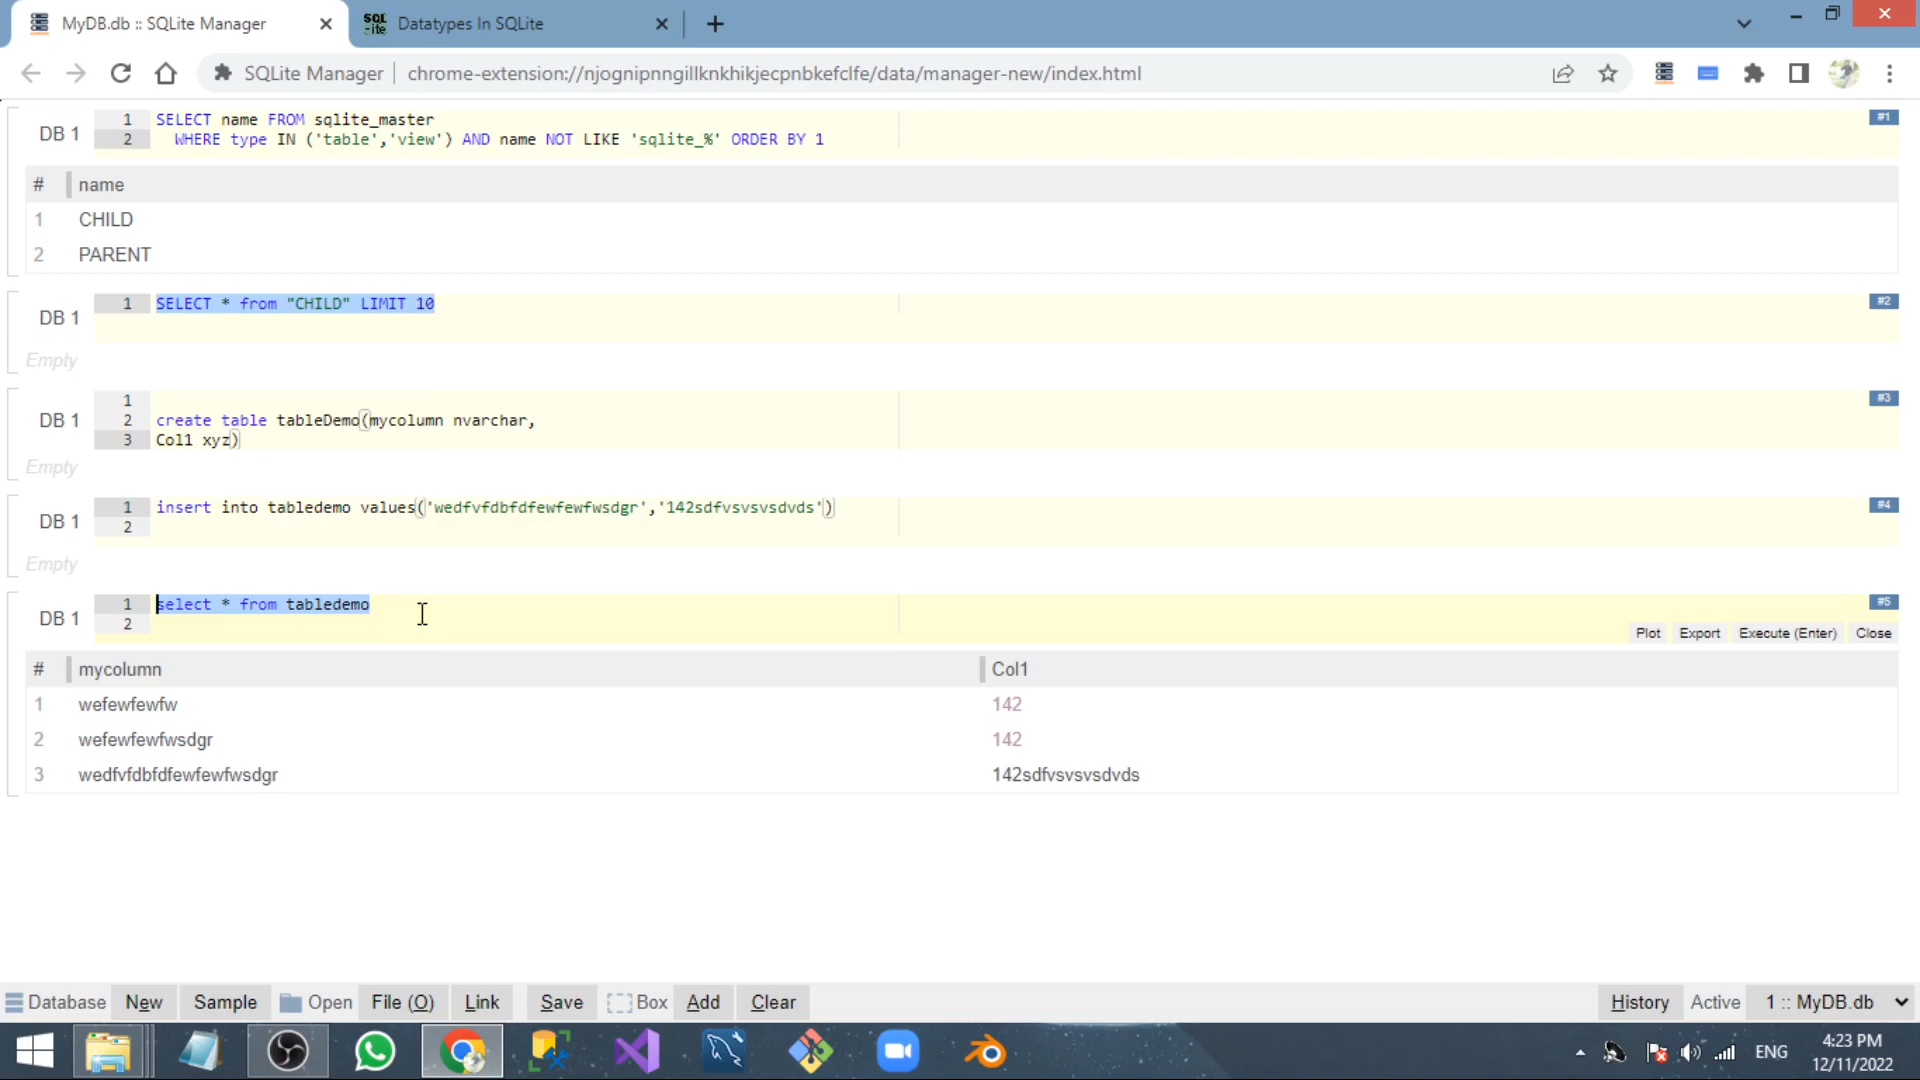 MyDB.db :: SQLite Manager
SQL
-ite
Datatypes In SQLite
SQLite Manager
chrome-extension://njognipnngillknkhikjecpnbkefclfe/data/manager-new/index.html
DB 1
1 SELECT name FROM sqlite_master
2 WHERE type IN ('table','view') AND name NOT LIKE 'sqlite_%' ORDER BY 1
#1
# name
1 CHILD
2 PARENT
DB 1
1 SELECT * from "CHILD" LIMIT 10
#2
Empty
DB 1
1
2 create table tableDemo(mycolumn nvarchar,
3 Col1 xyz)
#3
Empty
DB 1
1 insert into tabledemo values('wedfvfdbfdfewfewfwsdgr','142sdfvsvsvsdvds')
2
#4
Empty
DB 1
1 select * from tabledemo
2
#5
Plot Export Execute (Enter) Close
# mycolumn Col1
1 wefewfewfw 142
2 wefewfewfwsdgr 142
3 wedfvfdbfdfewfewfwsdgr 142sdfvsvsvsdvds
Database New Sample Open File (O) Link Save Box Add Clear History Active 1 :: MyDB.db
ENG
4:23 PM
12/11/2022